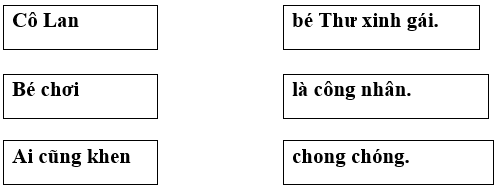 Cô Lan
bé Thư xinh gái.
Bé chơi
là công nhân.
Ai cũng khen
chong chóng.